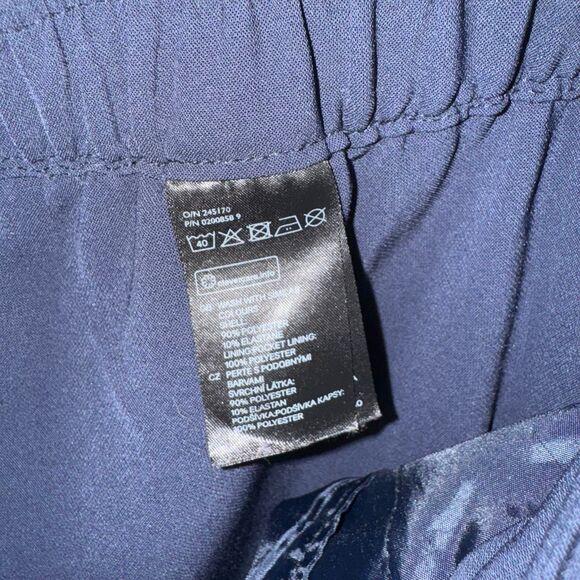 O/N 245170
P/N 0200858 9
40
clevercare.info
GB WASH WITH SIMILAR
COLOURS
SHELL:
90% POLYESTER
10% ELASTANE
LINING/POCKET LINING:
100% POLYESTER
CZ PERTE S PODOBNÝMI
BARVAMI
SVRCHNÍ LÁTKA:
90% POLYESTER
10% ELASTAN
PODŠÍVKA/PODŠÍVKA KAPSY:
100% POLYESTER